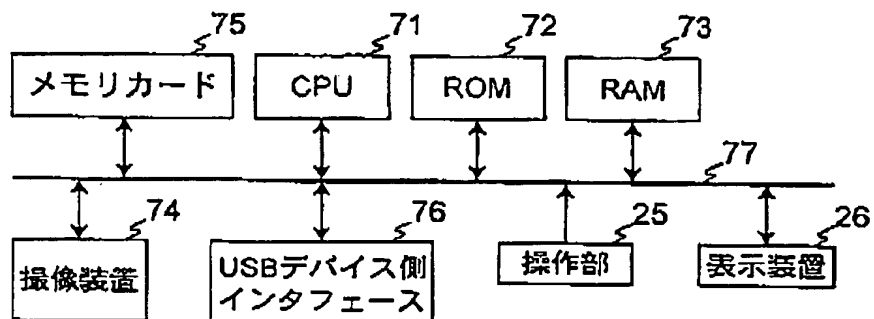 75
71
72
73
メモリカード
CPU
ROM
RAM
77
74
76
25
26
撮像装置
USBデバイス側
インタフェース
操作部
表示装置